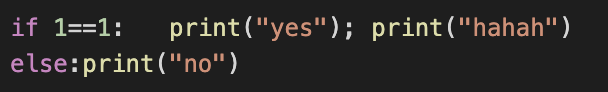 if 1==1:   print("yes"); print("hahah")
else:print("no")